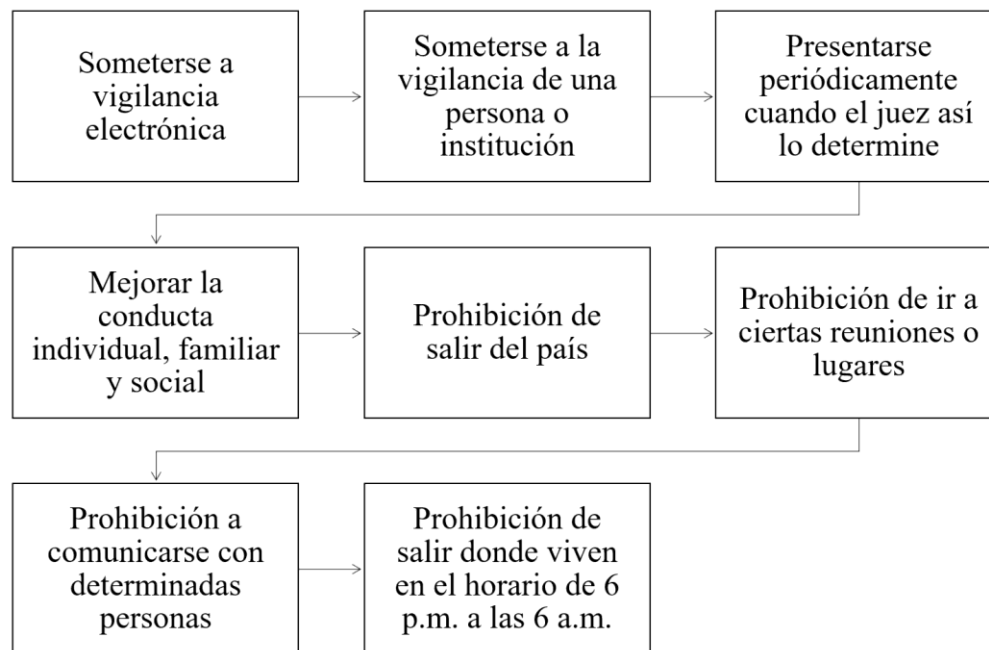 Someterse a
vigilancia
electrónica
Someterse a la
vigilancia de una
persona o
institución
Presentarse
periódicamente
cuando el juez así
lo determine
Mejorar la
conducta
individual, familiar
y social
Prohibición de
salir del país
Prohibición de ir a
ciertas reuniones o
lugares
Prohibición a
comunicarse con
determinadas
personas
Prohibición de
salir donde viven
en el horario de 6
p.m. a las 6 a.m.